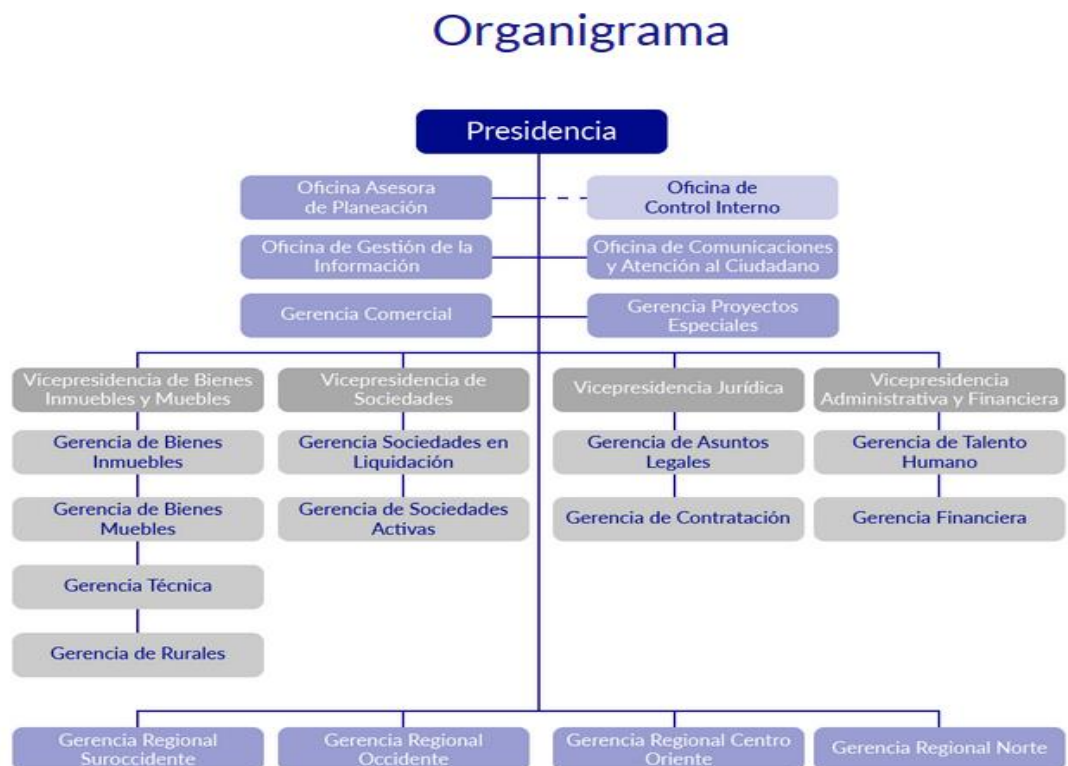 Organigrama
Presidencia
Oficina Asesora
de Planeación
Oficina de
Control Interno
Oficina de Gestión de la
Información
Oficina de Comunicaciones
y Atención al Ciudadano
Gerencia Comercial
Gerencia Proyectos
Especiales
Vicepresidencia de Bienes
Inmuebles y Muebles
Vicepresidencia de
Sociedades
Vicepresidencia Jurídica
Vicepresidencia
Administrativa y Financiera
Gerencia de Bienes
Inmuebles
Gerencia Sociedades en
Liquidación
Gerencia de Asuntos
Legales
Gerencia de Talento
Humano
Gerencia de Bienes
Muebles
Gerencia de Sociedades
Activas
Gerencia de Contratación
Gerencia Financiera
Gerencia Técnica
Gerencia de Rurales
Gerencia Regional
Suroccidente
Gerencia Regional
Occidente
Gerencia Regional Centro
Oriente
Gerencia Regional Norte